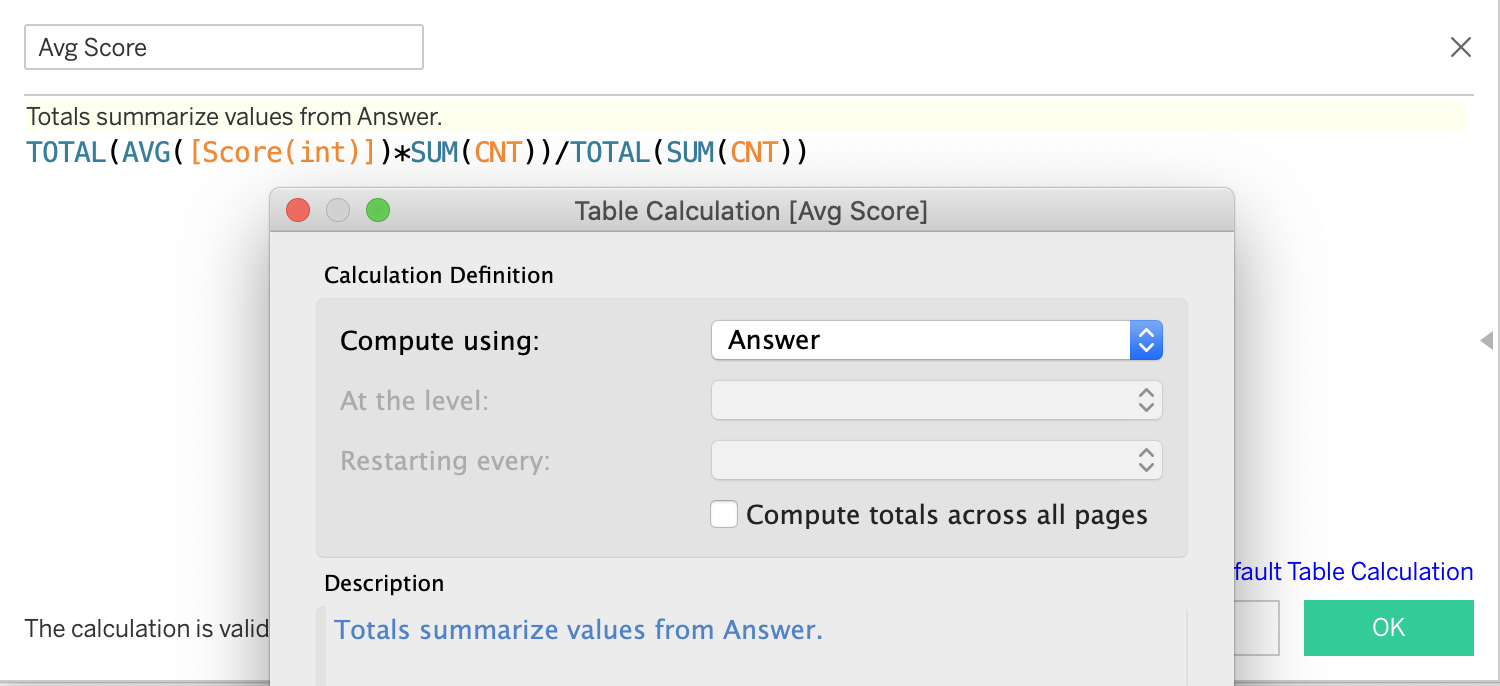 Avg Score
Totals summarize values from Answer.
TOTAL(AVG([Score(int)])*SUM(CNT))/TOTAL(SUM(CNT))
Table Calculation [Avg Score]
Calculation Definition
Compute using: Answer
At the level:
Restarting every:
Compute totals across all pages
Description
fault Table Calculation
The calculation is valid
Totals summarize values from Answer.
OK